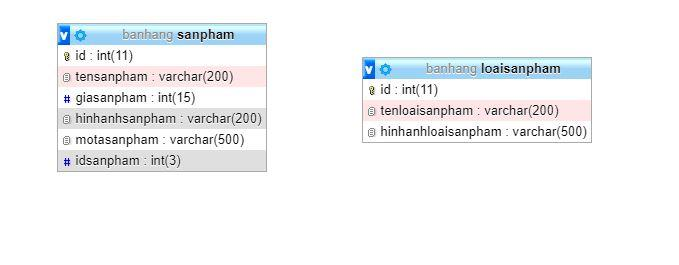 v banhang sanpham
id : int(11)
tensanpham : varchar(200)
# giasanpham : int(15)
hinhanhsanpham : varchar(200)
motasanpham : varchar(500)
# idsanpham : int(3)
v banhang loaisanpham
id : int(11)
tenloaisanpham : varchar(200)
hinhanhloaisanpham : varchar(500)